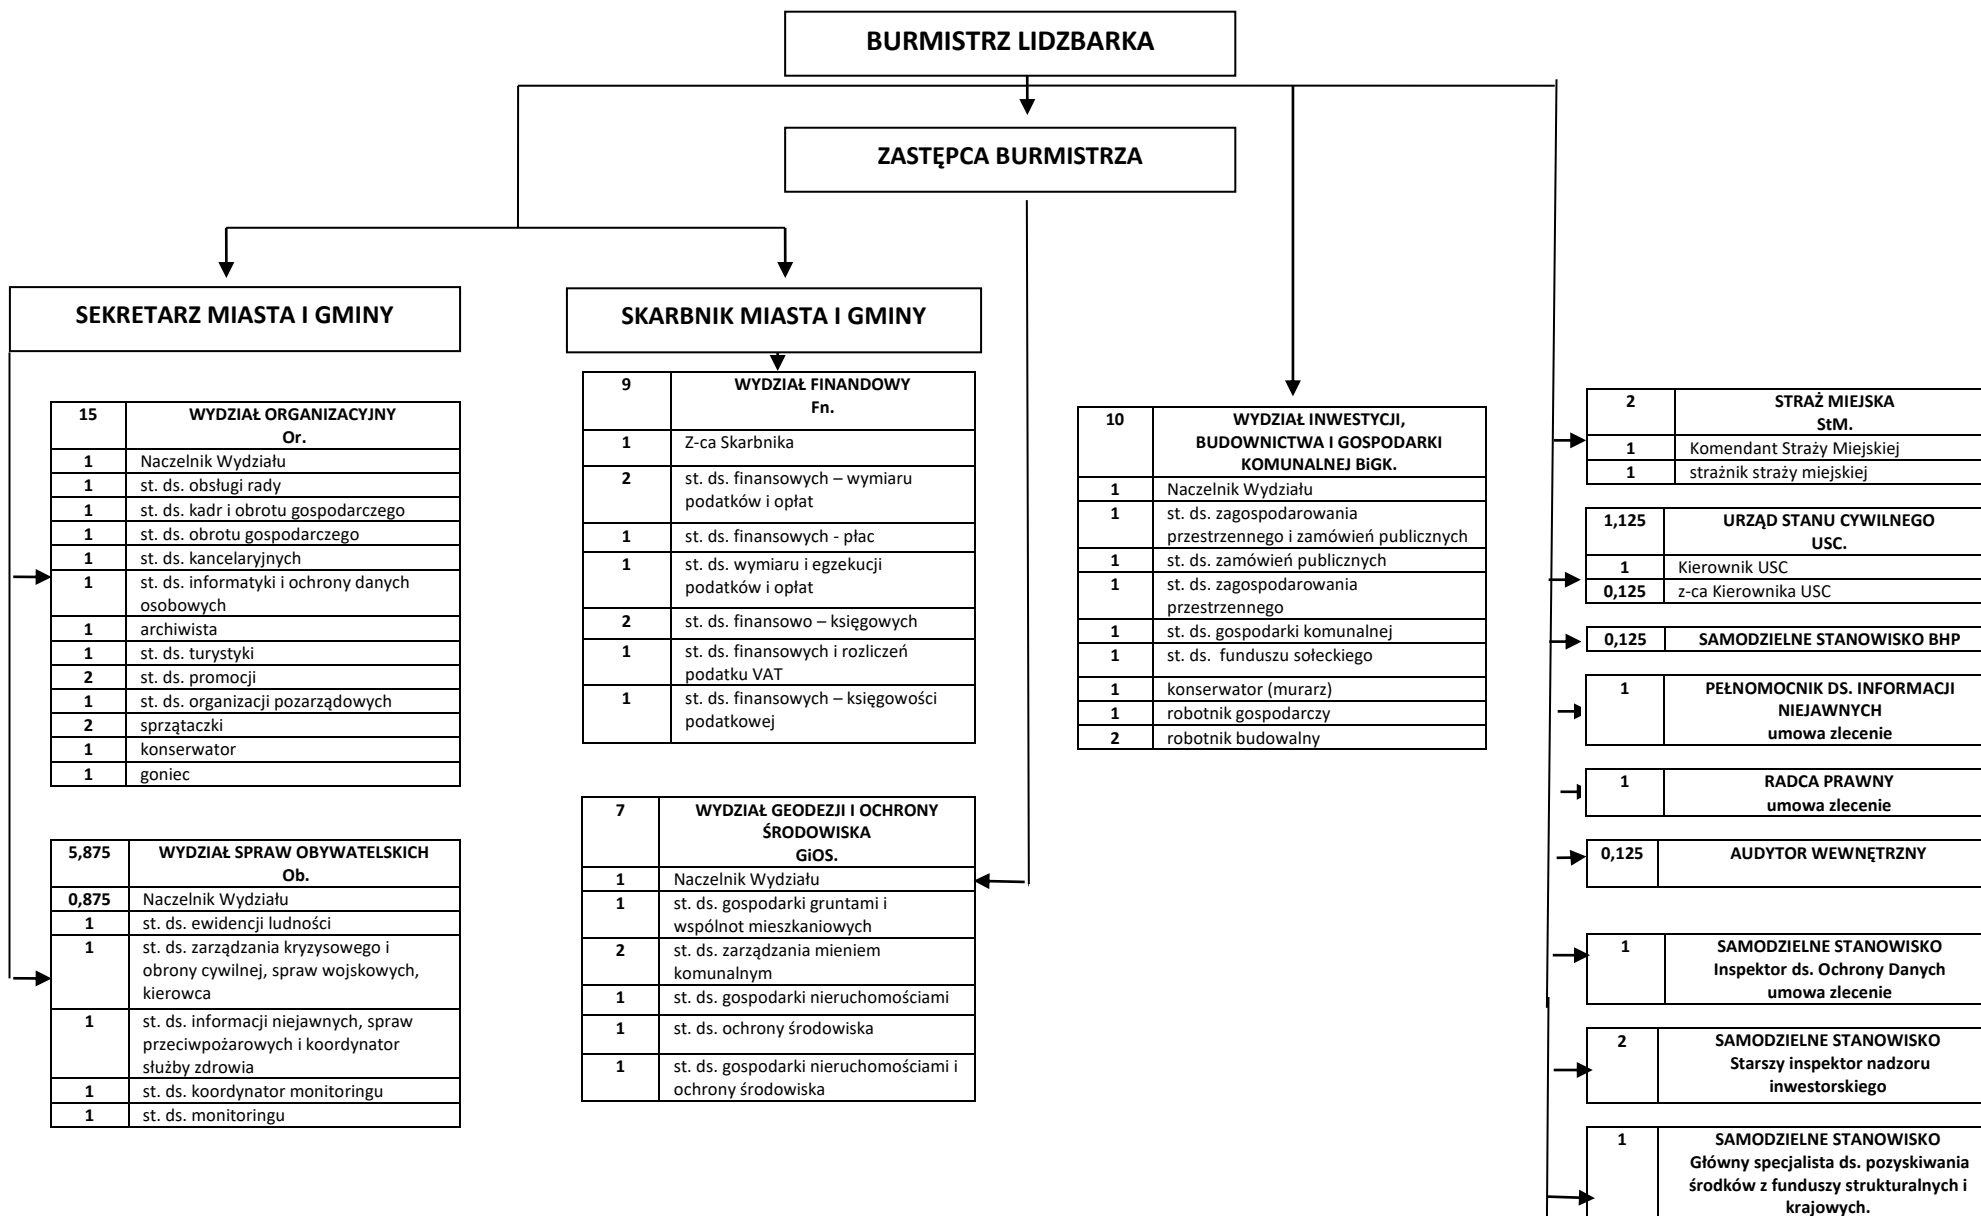 BURMISTRZ LIDZBARKA
ZASTĘPCA BURMISTRZA
SEKRETARZ MIASTA I GMINY
SKARBNIK MIASTA I GMINY
15 WYDZIAŁ ORGANIZACYJNY
Or.
1 Naczelnik Wydziału
1 st. ds. obsługi rady
1 st. ds. kadr i obrotu gospodarczego
1 st. ds. obrotu gospodarczego
1 st. ds. kancelaryjnych
1 st. ds. informatyki i ochrony danych
osobowych
1 archiwista
1 st. ds. turystyki
2 st. ds. promocji
1 st. ds. organizacji pozarządowych
2 sprzątaczki
1 konserwator
1 goniec
5,875 WYDZIAŁ SPRAW OBYWATELSKICH
Ob.
0,875 Naczelnik Wydziału
1 st. ds. ewidencji ludności
1 st. ds. zarządzania kryzysowego i
obrony cywilnej, spraw wojskowych,
kierowca
1 st. ds. informacji niejawnych, spraw
przeciwpożarowych i koordynator
służby zdrowia
1 st. ds. koordynator monitoringu
1 st. ds. monitoringu
9 WYDZIAŁ FINANDOWY
Fn.
1 Z-ca Skarbnika
2 st. ds. finansowych – wymiaru
podatków i opłat
1 st. ds. finansowych - płac
1 st. ds. wymiaru i egzekucji
podatków i opłat
2 st. ds. finansowo – księgowych
1 st. ds. finansowych i rozliczeń
podatku VAT
1 st. ds. finansowych – księgowości
podatkowej
7 WYDZIAŁ GEODEZJI I OCHRONY
ŚRODOWISKA
GiOŚ.
1 Naczelnik Wydziału
1 st. ds. gospodarki gruntami i
wspólnot mieszkaniowych
2 st. ds. zarządzania mieniem
komunalnym
1 st. ds. gospodarki nieruchomościami
1 st. ds. ochrony środowiska
1 st. ds. gospodarki nieruchomościami i
ochrony środowiska
10 WYDZIAŁ INWESTYCJI,
BUDOWNICTWA I GOSPODARKI
KOMUNALNEJ BiGK.
1 Naczelnik Wydziału
1 st. ds. zagospodarowania
przestrzennego i zamówień publicznych
1 st. ds. zamówień publicznych
1 st. ds. zagospodarowania
przestrzennego
1 st. ds. gospodarki komunalnej
1 st. ds. funduszu sołeckiego
1 konserwator (murarz)
1 robotnik gospodarczy
2 robotnik budowalny
2 STRAŻ MIEJSKA
StM.
1 Komendant Straży Miejskiej
1 strażnik straży miejskiej
1,125 URZĄD STANU CYWILNEGO
USC.
1 Kierownik USC
0,125 z-ca Kierownika USC
0,125 SAMODZIELNE STANOWISKO BHP
1 PEŁNOMOCNIK DS. INFORMACJI
NIEJAWNYCH
umowa zlecenie
1 RADCA PRAWNY
umowa zlecenie
0,125 AUDYTOR WEWNĘTRZNY
1 SAMODZIELNE STANOWISKO
Inspektor ds. Ochrony Danych
umowa zlecenie
2 SAMODZIELNE STANOWISKO
Starszy inspektor nadzoru
inwestorskiego
1 SAMODZIELNE STANOWISKO
Główny specjalista ds. pozyskiwania
środków z funduszy strukturalnych i
krajowych.